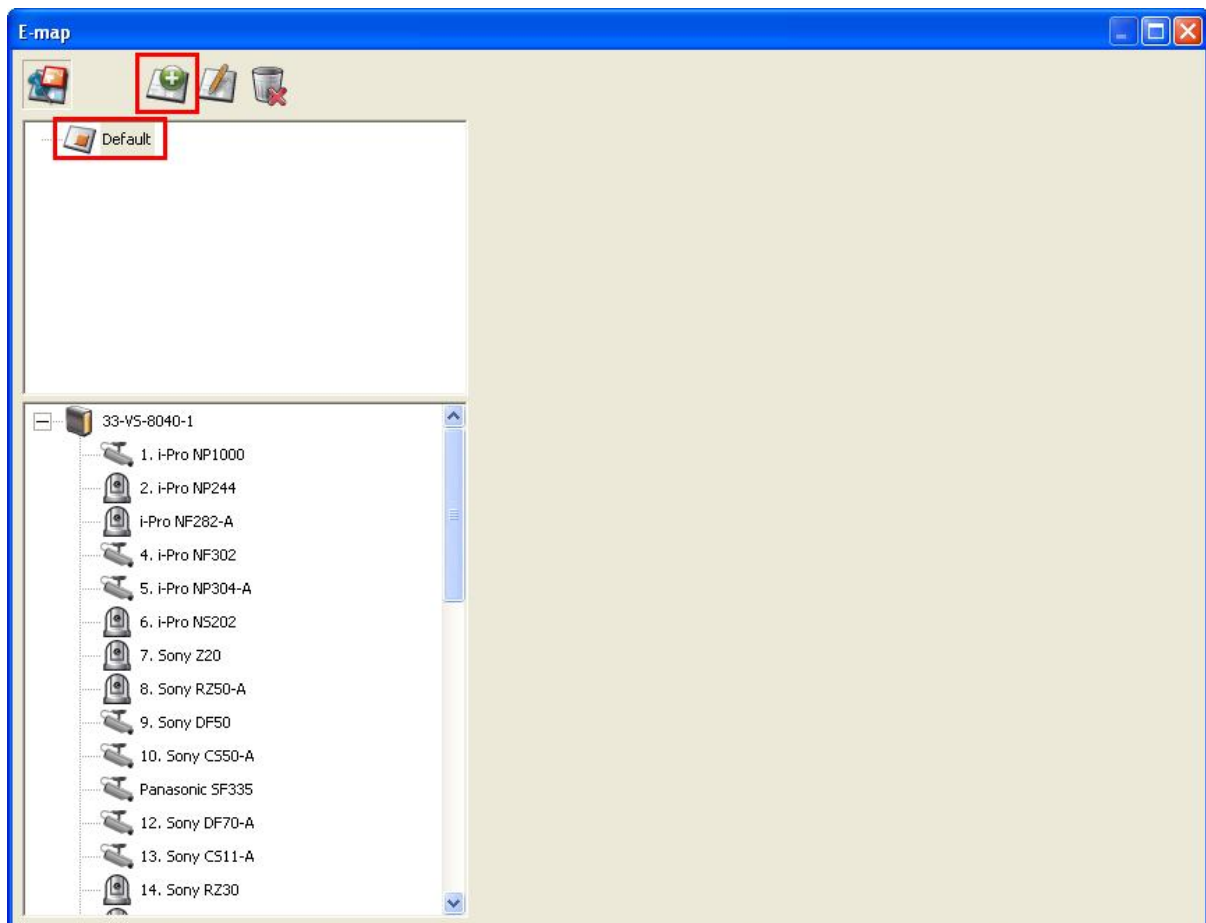 E-map
Default
33-VS-8040-1
1. i-Pro NP1000
2. i-Pro NP244
i-Pro NF282-A
4. i-Pro NF302
5. i-Pro NP304-A
6. i-Pro NS202
7. Sony Z20
8. Sony RZ50-A
9. Sony DF50
10. Sony CS50-A
Panasonic SF335
12. Sony DF70-A
13. Sony CS11-A
14. Sony RZ30